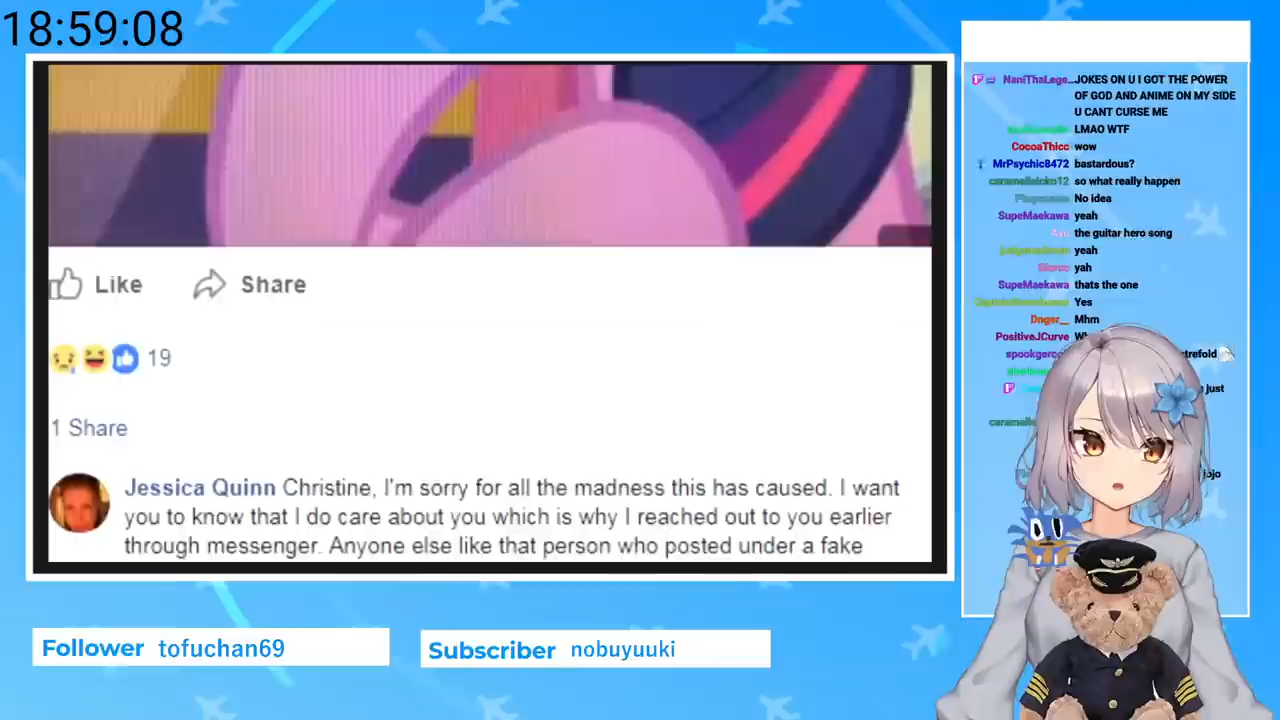 18:59:08
Like
Share
19
1 Share
Jessica Quinn Christine, I'm sorry for all the madness this has caused. I want
you to know that I do care about you which is why I reached out to you earlier
through messenger. Anyone else like that person who posted under a fake
Follower tofuchan69
Subscriber nobuyuuki
NaniThaLege... JOKES ON U I GOT THE POWER
OF GOD AND ANIME ON MY SIDE
U CANT CURSE ME
LMAO WTF
CocoaThicc wow
MrPsychic8472 bastardous?
so what really happen
No idea
SupeMaekawa yeah
Avo the guitar hero song
yeah
yah
SupeMaekawa thats the one
Yes
Dnger__ Mhm
PositiveJCurve
just
jojo